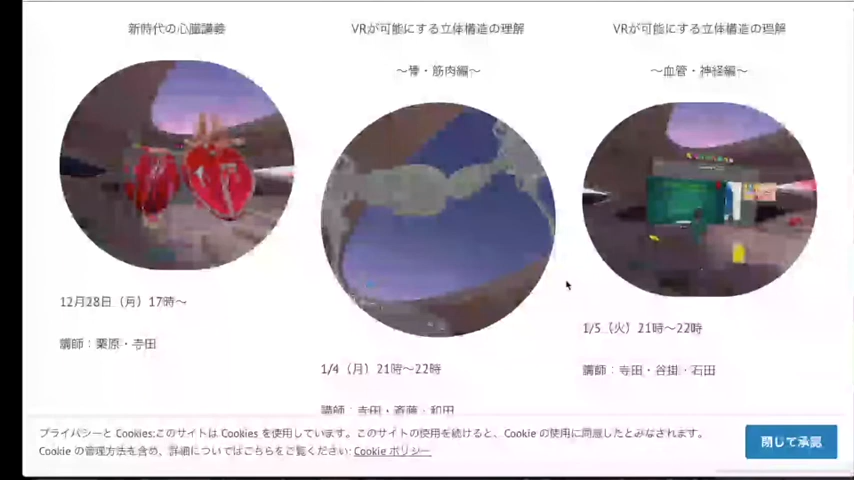 新時代の心臓講義
12月28日（月）17時～
講師：栗原・寺田
VRが可能にする立体構造の理解
～骨・筋肉編～
1/4（月）21時～22時
講師：寺田・斎藤・和田
VRが可能にする立体構造の理解
～血管・神経編～
1/5（火）21時～22時
講師：寺田・谷掛・石田
プライバシーと Cookies:このサイトは Cookies を使用しています。このサイトの使用を続けると、Cookie の使用に同意したとみなされます。
Cookie の管理方法を含め、詳細についてはこちらをご覧ください: Cookie ポリシー
閉じて承認